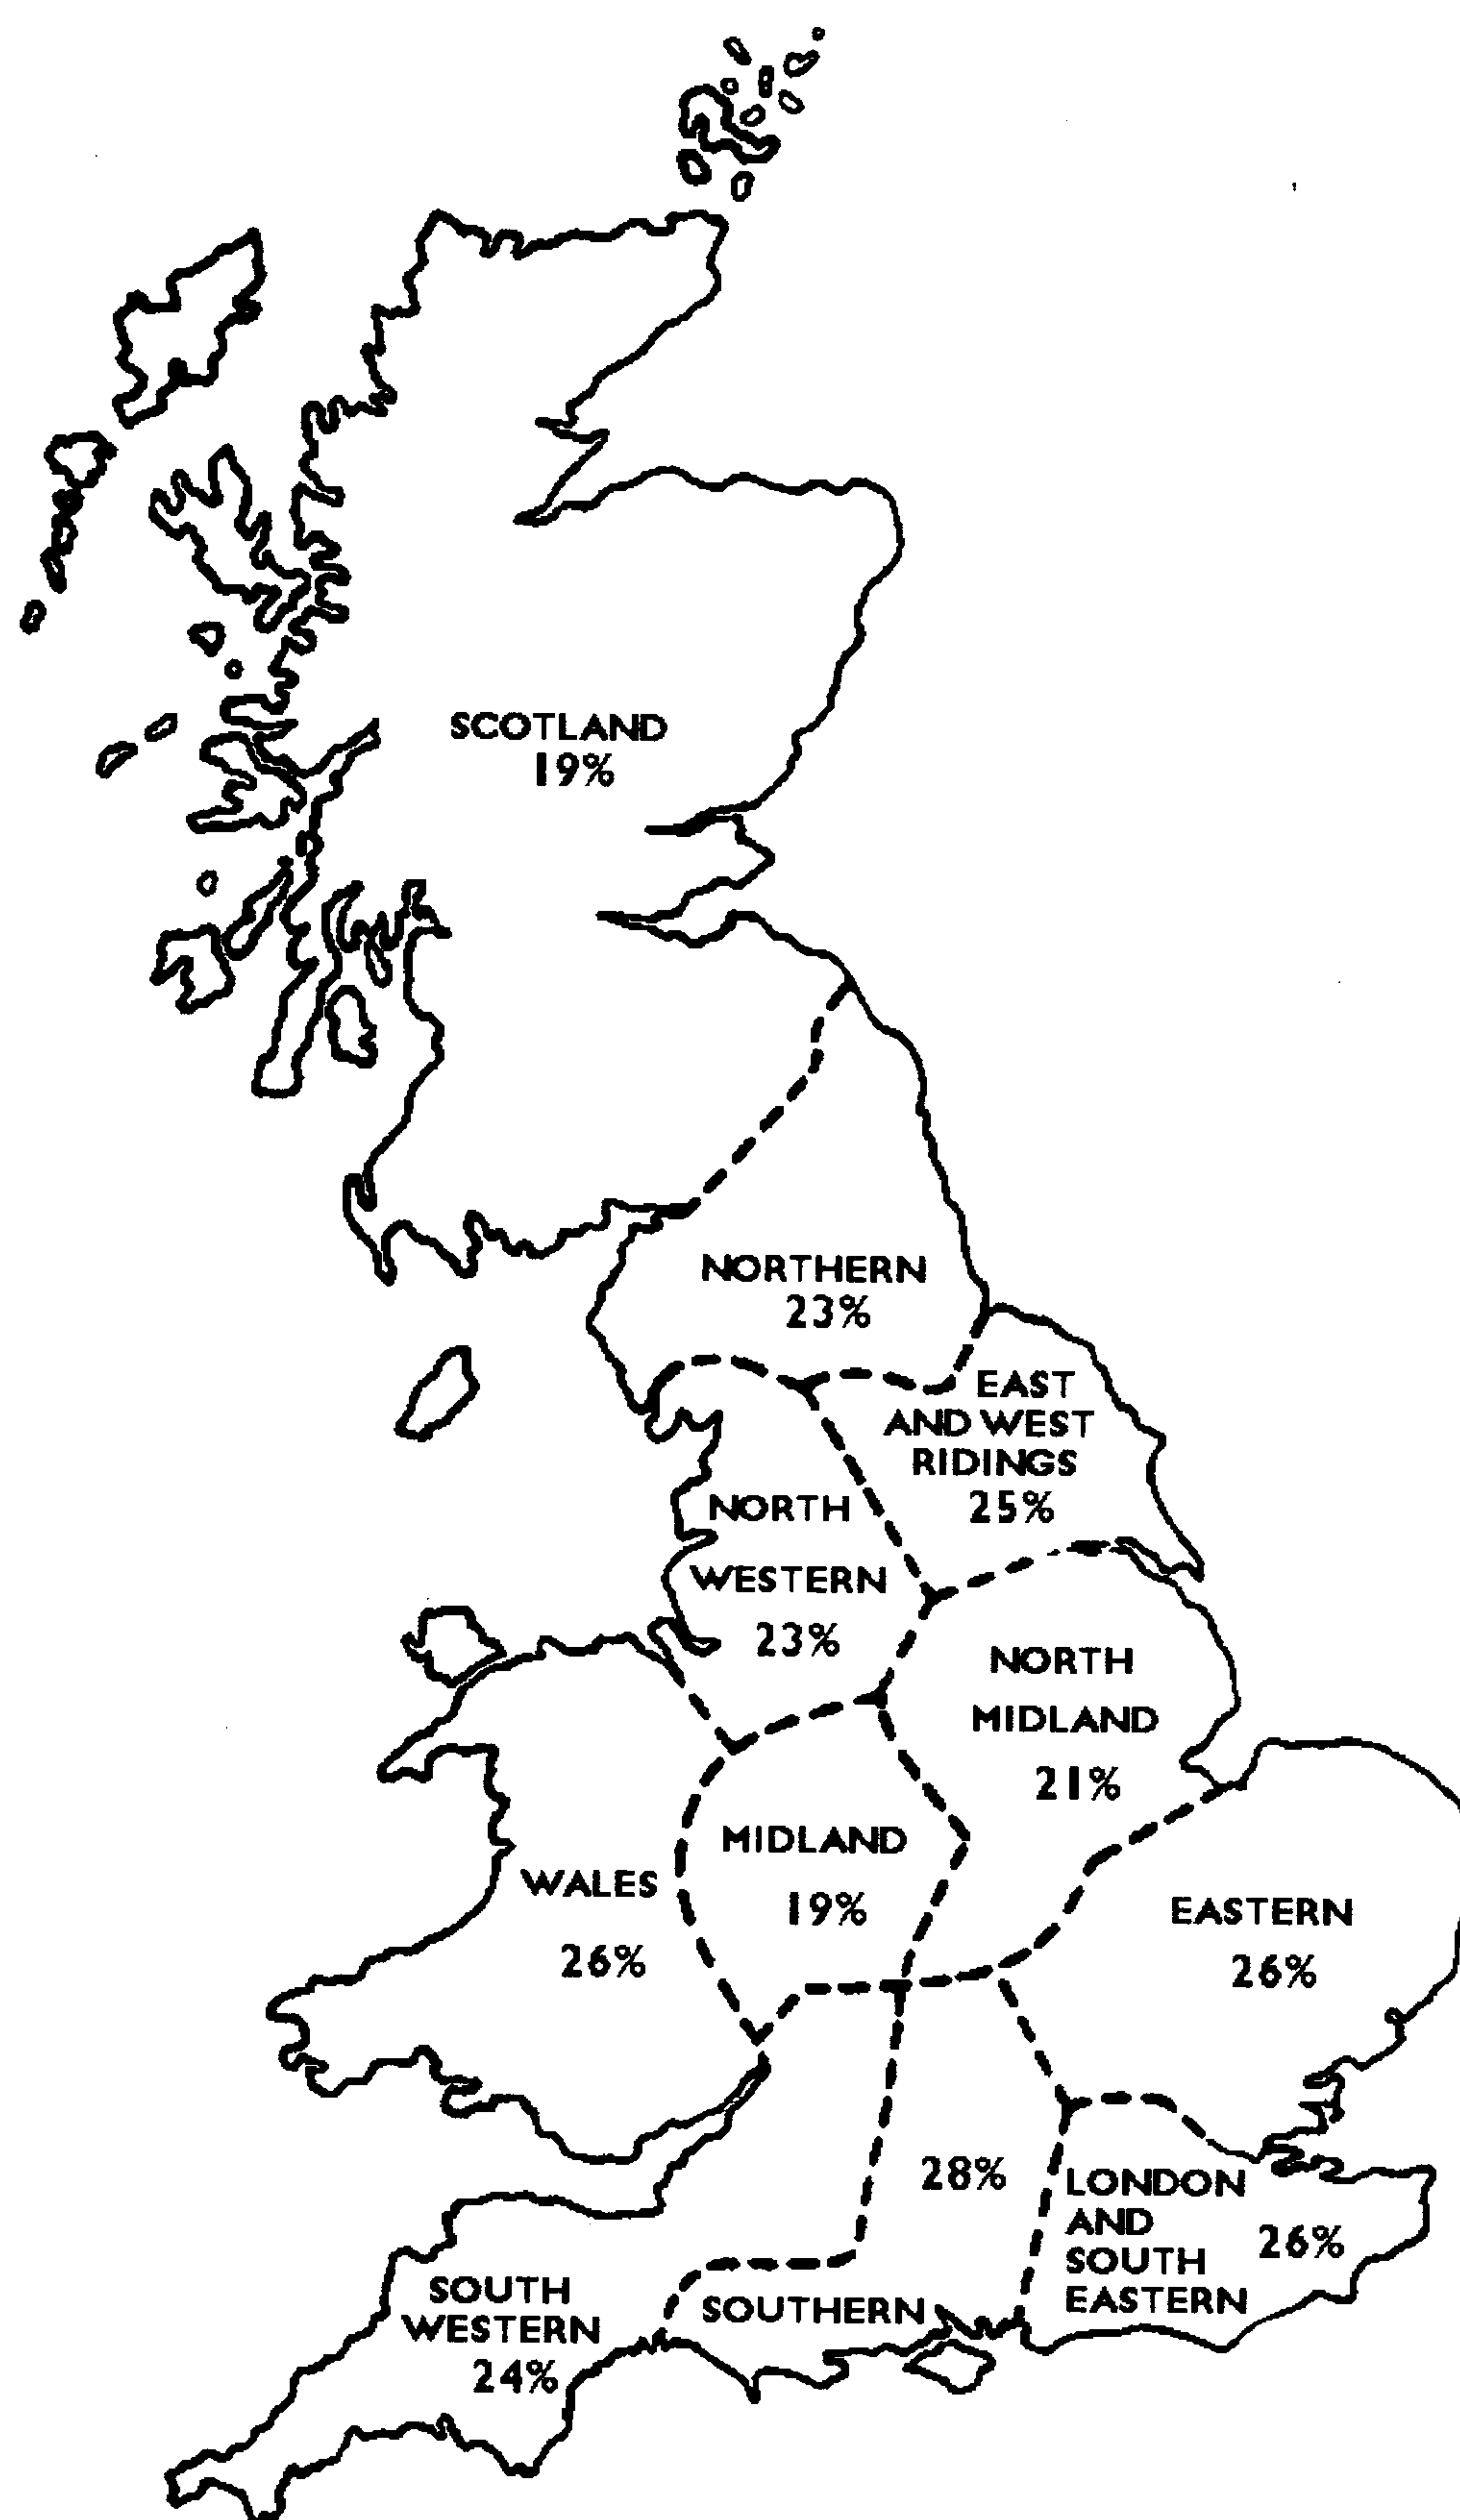 SCOTLAND
19%
NORTHERN
23%
EAST
AND WEST
RIDINGS
25%
NORTH
WESTERN
23%
NORTH
MIDLAND
21%
MIDLAND
19%
WALES
26%
EASTERN
26%
28%
LONDON
AND
SOUTH
EASTERN
26%
SOUTH
WESTERN
24%
SOUTHERN